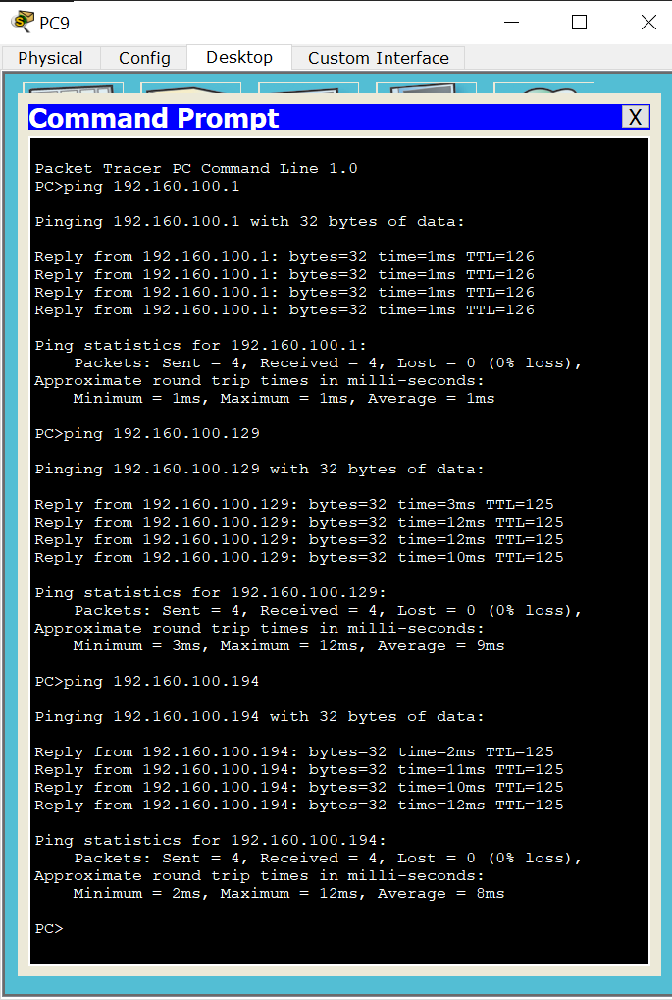 PC9
Physical Config Desktop Custom Interface
Command Prompt X
Packet Tracer PC Command Line 1.0
PC>ping 192.160.100.1
Pinging 192.160.100.1 with 32 bytes of data:
Reply from 192.160.100.1: bytes=32 time=1ms TTL=126
Reply from 192.160.100.1: bytes=32 time=1ms TTL=126
Reply from 192.160.100.1: bytes=32 time=1ms TTL=126
Reply from 192.160.100.1: bytes=32 time=1ms TTL=126
Ping statistics for 192.160.100.1:
    Packets: Sent = 4, Received = 4, Lost = 0 (0% loss),
Approximate round trip times in milli-seconds:
    Minimum = 1ms, Maximum = 1ms, Average = 1ms
PC>ping 192.160.100.129
Pinging 192.160.100.129 with 32 bytes of data:
Reply from 192.160.100.129: bytes=32 time=3ms TTL=125
Reply from 192.160.100.129: bytes=32 time=12ms TTL=125
Reply from 192.160.100.129: bytes=32 time=12ms TTL=125
Reply from 192.160.100.129: bytes=32 time=10ms TTL=125
Ping statistics for 192.160.100.129:
    Packets: Sent = 4, Received = 4, Lost = 0 (0% loss),
Approximate round trip times in milli-seconds:
    Minimum = 3ms, Maximum = 12ms, Average = 9ms
PC>ping 192.160.100.194
Pinging 192.160.100.194 with 32 bytes of data:
Reply from 192.160.100.194: bytes=32 time=2ms TTL=125
Reply from 192.160.100.194: bytes=32 time=11ms TTL=125
Reply from 192.160.100.194: bytes=32 time=10ms TTL=125
Reply from 192.160.100.194: bytes=32 time=12ms TTL=125
Ping statistics for 192.160.100.194:
    Packets: Sent = 4, Received = 4, Lost = 0 (0% loss),
Approximate round trip times in milli-seconds:
    Minimum = 2ms, Maximum = 12ms, Average = 8ms
PC>